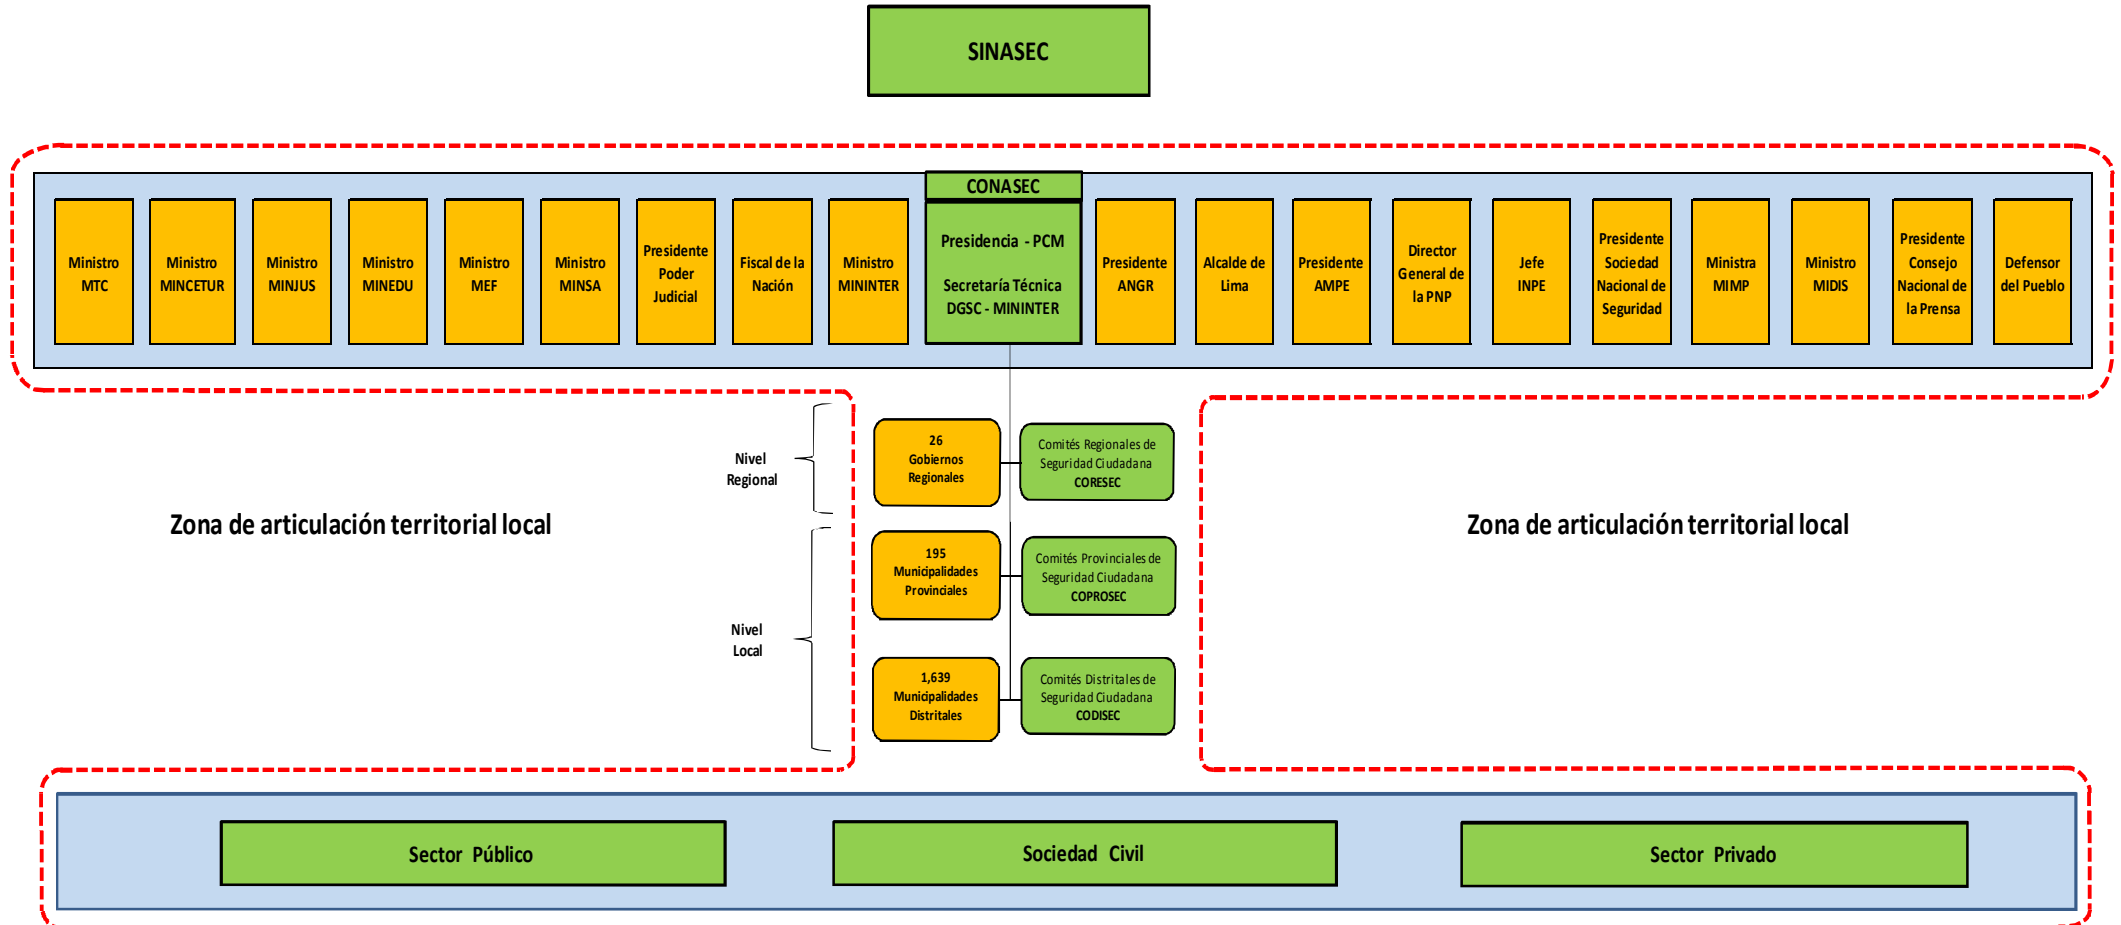 SINASEC
CONASEC
Ministro
MTC
Ministro
MINCETUR
Ministro
MINJUS
Ministro
MINEDU
Ministro
MEF
Ministro
MINSA
Presidente
Poder
Judicial
Fiscal de la
Nación
Ministro
MININTER
Presidencia - PCM
Secretaría Técnica
DGSC - MININTER
Presidente
ANGR
Alcalde de
Lima
Presidente
AMPE
Director
General de
la PNP
Jefe
INPE
Presidente
Sociedad
Nacional de
Seguridad
Ministra
MIMP
Ministro
MIDIS
Presidente
Consejo
Nacional de
la Prensa
Defensor
del Pueblo
Nivel
Regional
26
Gobiernos
Regionales
Comités Regionales de
Seguridad Ciudadana
CORESEC
Zona de articulación territorial local
Zona de articulación territorial local
195
Municipalidades
Provinciales
Comités Provinciales de
Seguridad Ciudadana
COPROSEC
Nivel
Local
1,639
Municipalidades
Distritales
Comités Distritales de
Seguridad Ciudadana
CODISEC
Sector Público
Sociedad Civil
Sector Privado